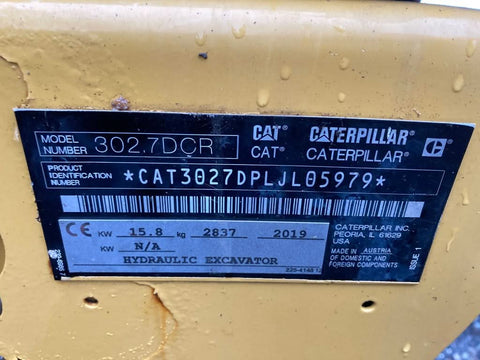 MODEL NUMBER 302.7DCR CAT® CATERPILLAR®
CAT® CATERPILLAR®
PRODUCT IDENTIFICATION NUMBER *CAT3027DPLJL05979*
CE KW 15.8 kg 2837 2019
KW N/A
HYDRAULIC EXCAVATOR
CATERPILLAR INC.
PEORIA, IL 61629
USA
MADE IN AUSTRIA
OF DOMESTIC AND
FOREIGN COMPONENTS
ISSUE 1